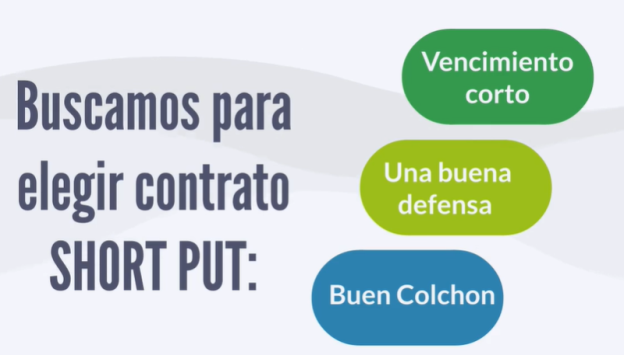 Buscamos para
elegir contrato
SHORT PUT:
Vencimiento
corto
Una buena
defensa
Buen Colchon